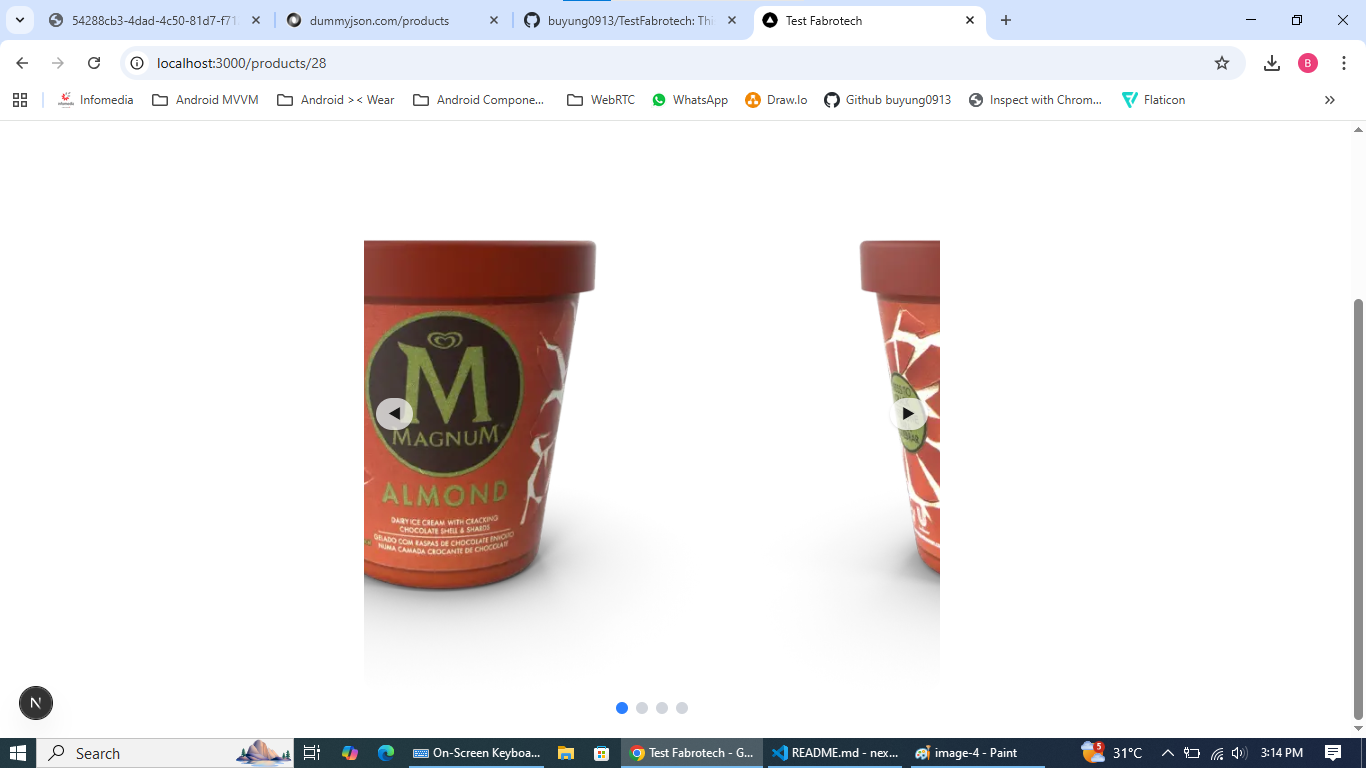 54288cb3-4dad-4c50-81d7-f71
dummyjson.com/products
buyung0913/TestFabrotech: Thi
Test Fabrotech
localhost:3000/products/28
B
Infomedia
Android MVVM
Android >< Wear
Android Compone...
WebRTC
WhatsApp
Draw.Io
Github buyung0913
Inspect with Chrom...
Flaticon
M
MAGNUM
ALMOND
DAIRY ICE CREAM WITH CRACKING
CHOCOLATE SHELL & SHARDS
GELADO COM RASPAS DE CHOCOLATE ENVOLTO
NUMA CAMADA CROCANTE DE CHOCOLATE
N
Search
On-Screen Keyboa...
Test Fabrotech - G...
README.md - nex...
image-4 - Paint
5
31°C
3:14 PM